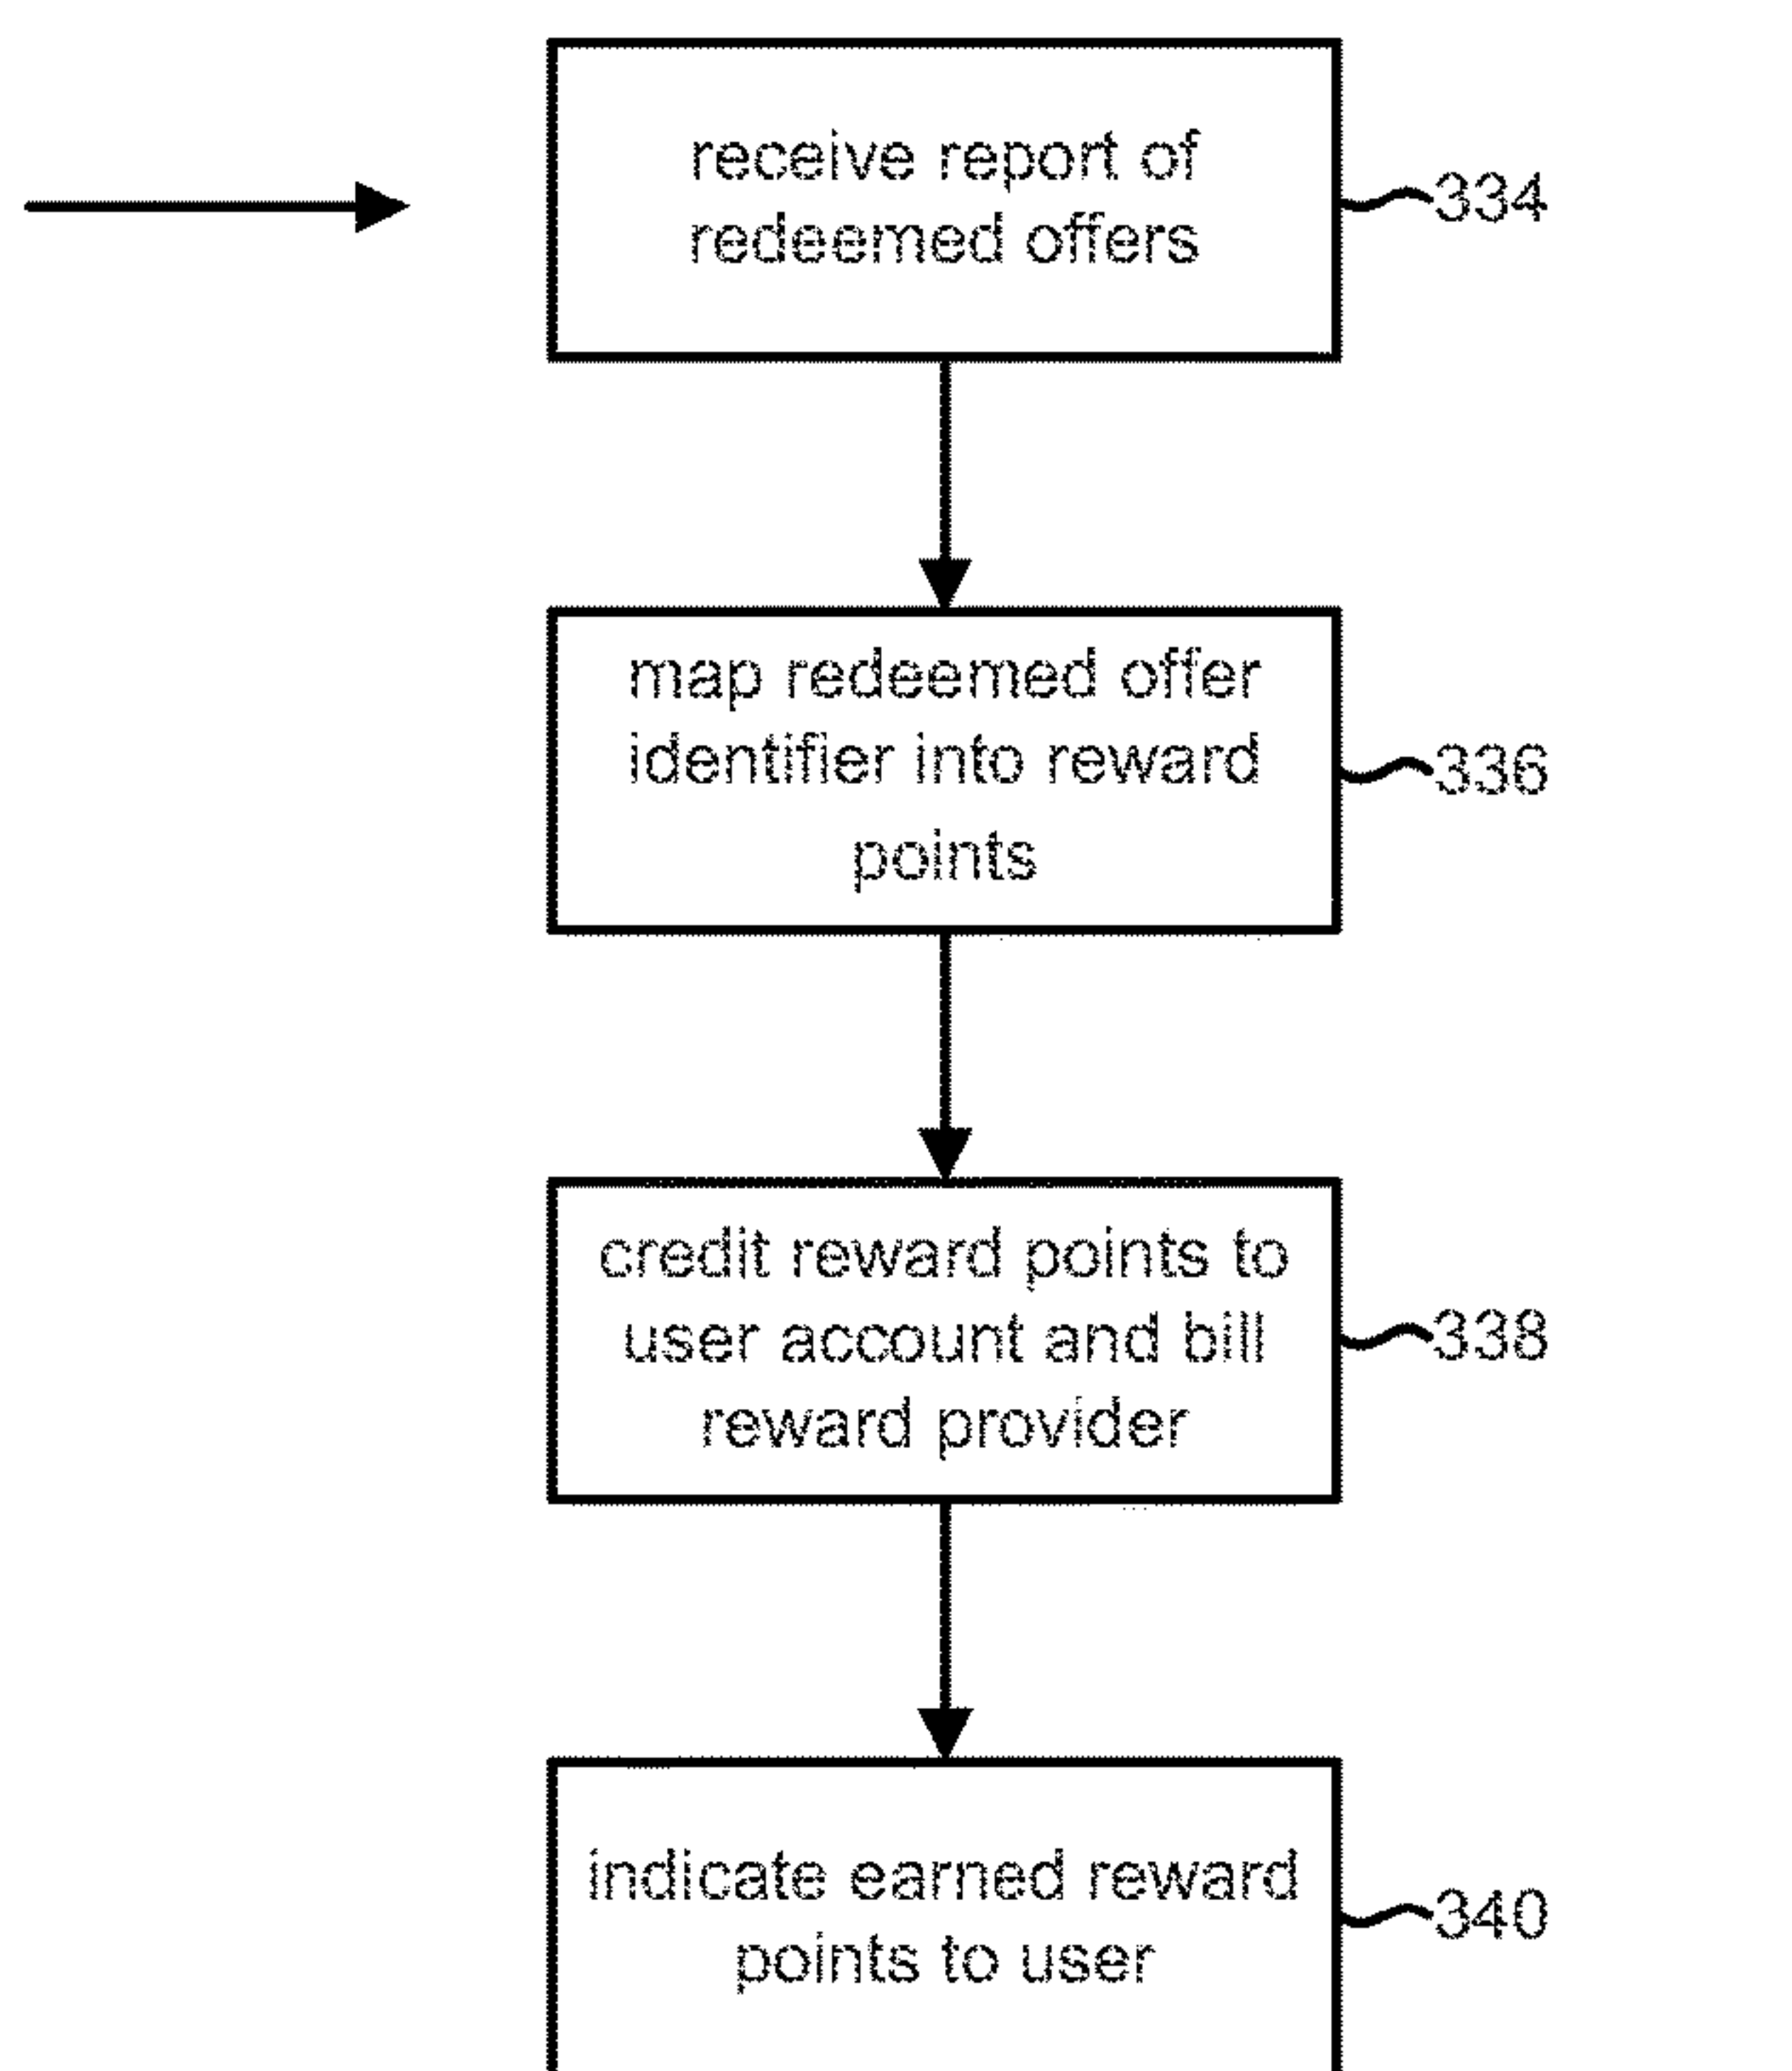 receive report of
redeemed offers
334
map redeemed offer
identifier into reward
points
336
credit reward points to
user account and bill
reward provider
338
indicate earned reward
points to user
340